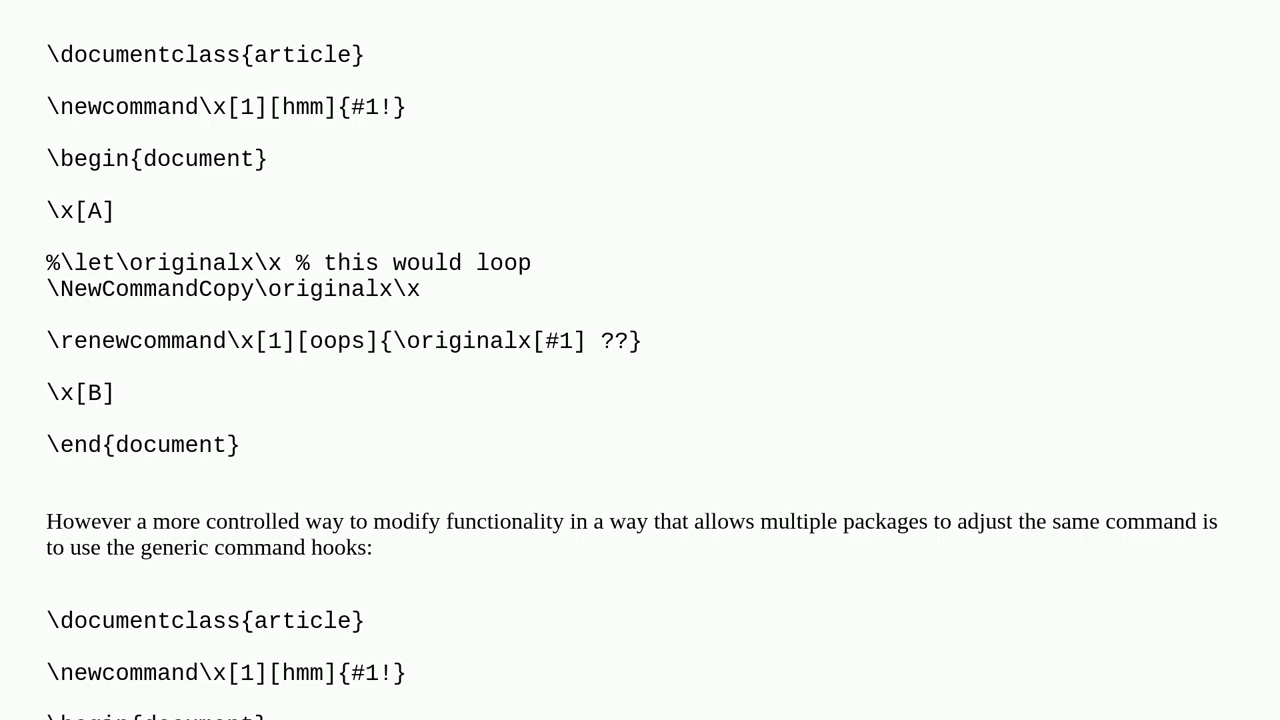 \documentclass{article}
\newcommand\x[1][hmm]{#1!}
\begin{document}
\x[A]
%\let\originalx\x % this would loop
\NewCommandCopy\originalx\x
\renewcommand\x[1][oops]{\originalx[#1] ??}
\x[B]
\end{document}
However a more controlled way to modify functionality in a way that allows multiple packages to adjust the same command is
to use the generic command hooks:
\documentclass{article}
\newcommand\x[1][hmm]{#1!}
\begin{document}